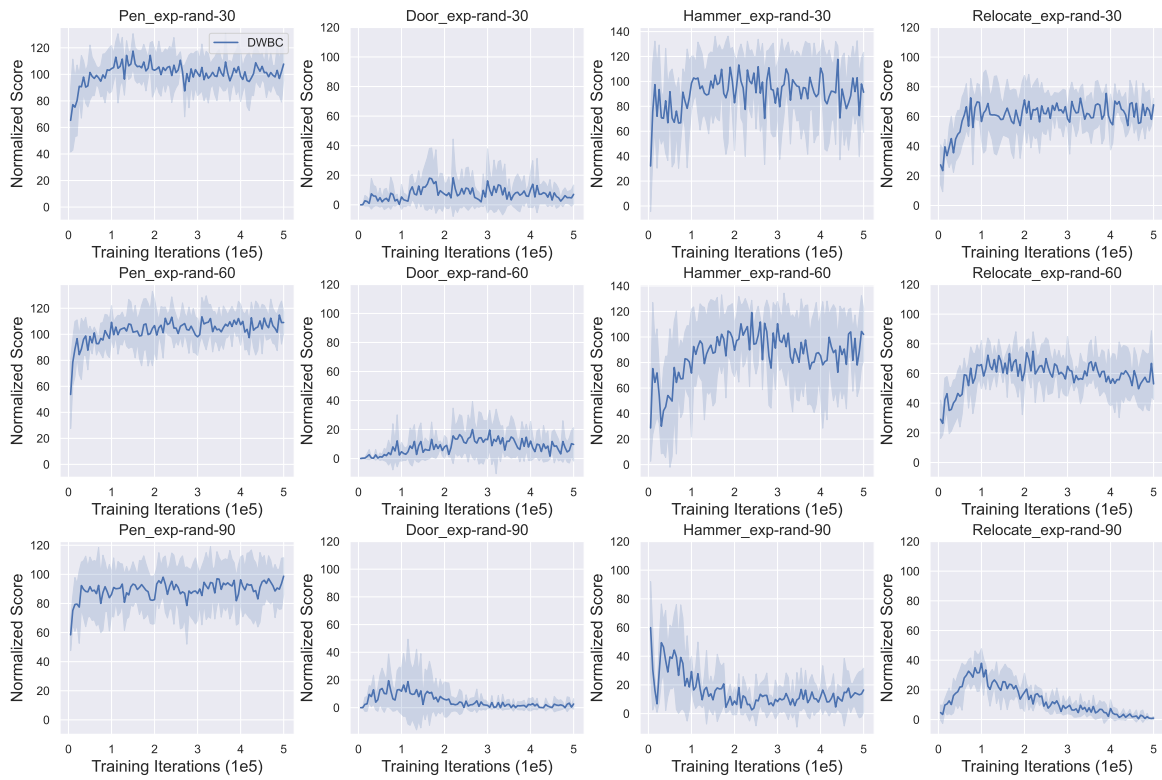 Pen_exp-rand-30 Door_exp-rand-30 Hammer_exp-rand-30 Relocate_exp-rand-30
Normalized Score
120
100
80
60
40
20
0
DWBC
0 1 2 3 4 5
Training Iterations (1e5)
Normalized Score
120
100
80
60
40
20
0
0 1 2 3 4 5
Training Iterations (1e5)
Normalized Score
140
120
100
80
60
40
20
0
0 1 2 3 4 5
Training Iterations (1e5)
Normalized Score
120
100
80
60
40
20
0
0 1 2 3 4 5
Training Iterations (1e5)
Pen_exp-rand-60 Door_exp-rand-60 Hammer_exp-rand-60 Relocate_exp-rand-60
Normalized Score
120
100
80
60
40
20
0
0 1 2 3 4 5
Training Iterations (1e5)
Normalized Score
120
100
80
60
40
20
0
0 1 2 3 4 5
Training Iterations (1e5)
Normalized Score
140
120
100
80
60
40
20
0
0 1 2 3 4 5
Training Iterations (1e5)
Normalized Score
120
100
80
60
40
20
0
0 1 2 3 4 5
Training Iterations (1e5)
Pen_exp-rand-90 Door_exp-rand-90 Hammer_exp-rand-90 Relocate_exp-rand-90
Normalized Score
120
100
80
60
40
20
0
0 1 2 3 4 5
Training Iterations (1e5)
Normalized Score
120
100
80
60
40
20
0
0 1 2 3 4 5
Training Iterations (1e5)
Normalized Score
120
100
80
60
40
20
0
0 1 2 3 4 5
Training Iterations (1e5)
Normalized Score
120
100
80
60
40
20
0
0 1 2 3 4 5
Training Iterations (1e5)